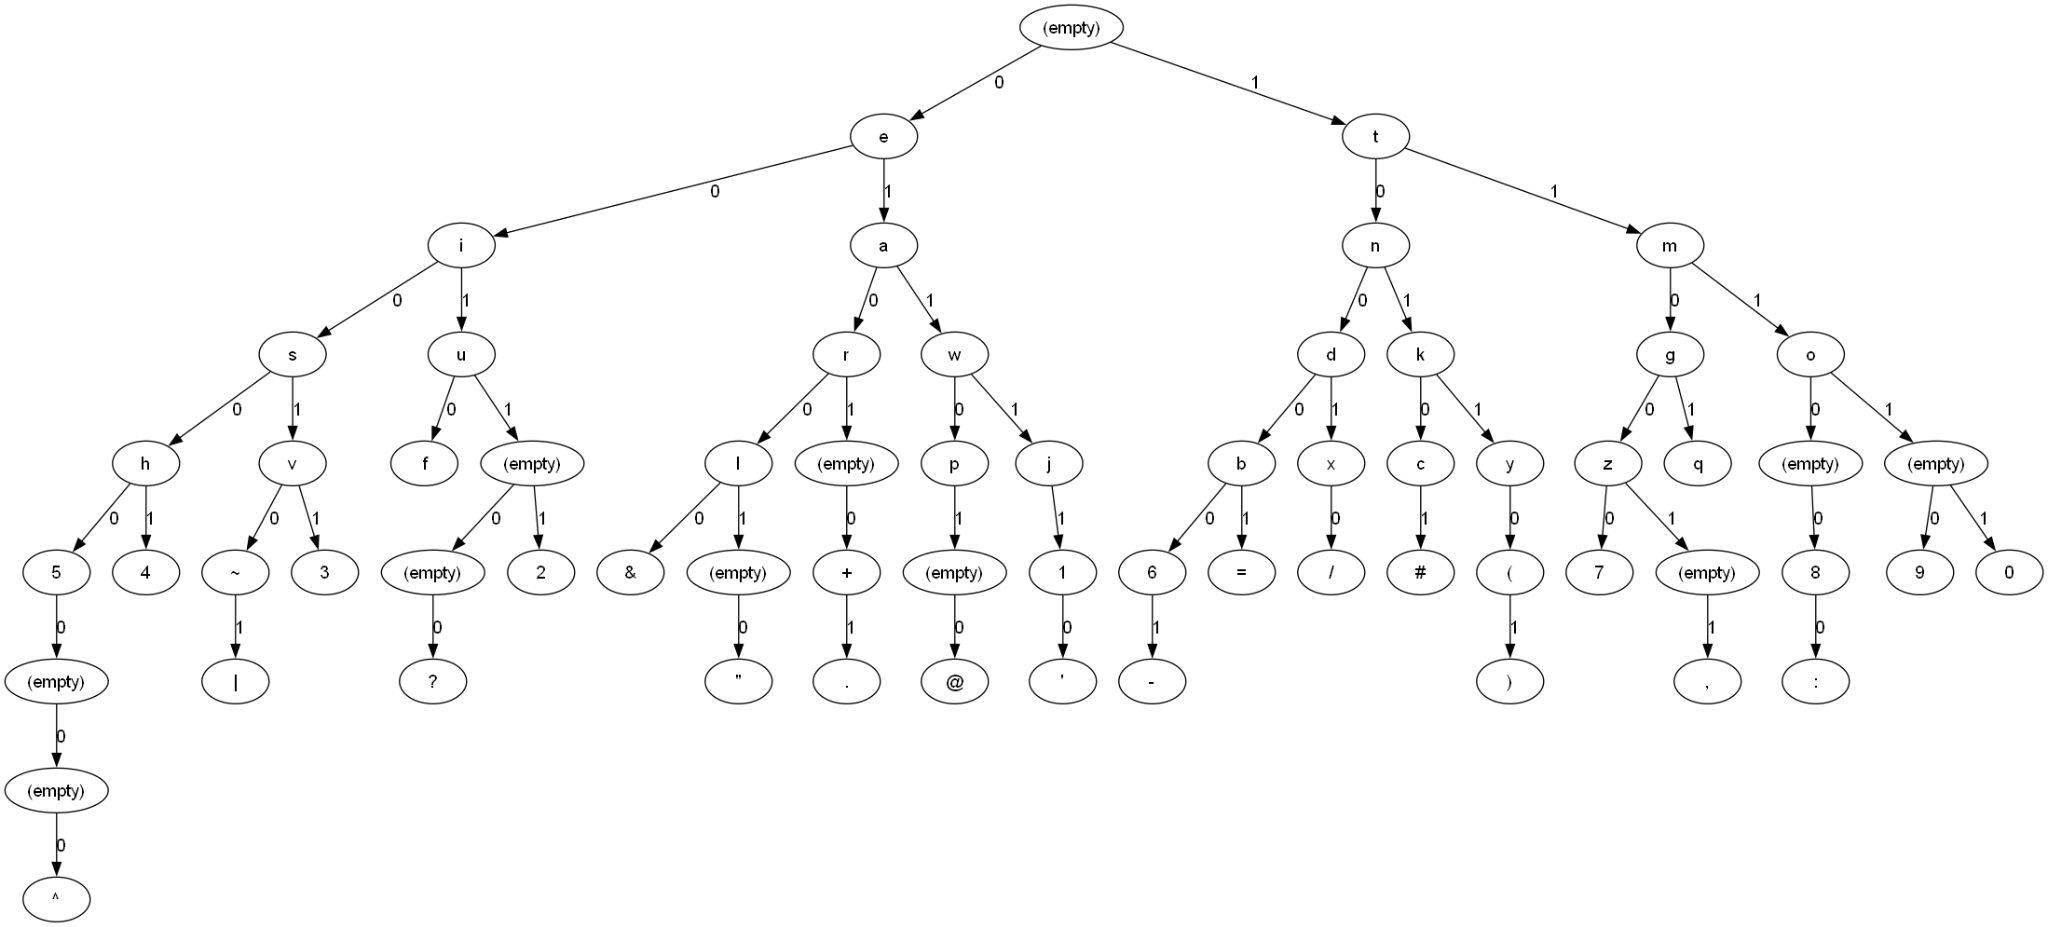 (empty)
0 1
e t
0 1 0 1
i a n m
0 1 0 1 0 1 0 1
s u r w d k g o
0 1 0 1 0 1 0 1 0 1 0 1 0 1 0 1
h v f (empty) l (empty) p j b x c y z q (empty) (empty)
0 1 0 1 0 1 0 1 0 1 1 0 1 0 1 0 0 1 0 0 1
5 4 ~ 3 (empty) 2 & (empty) + (empty) 1 6 = / # ( 7 (empty) 8 9 0
0 1 0 0 1 0 0 1 1 1 0
(empty) | ? " . @ ' - ) , :
0
(empty)
0
^